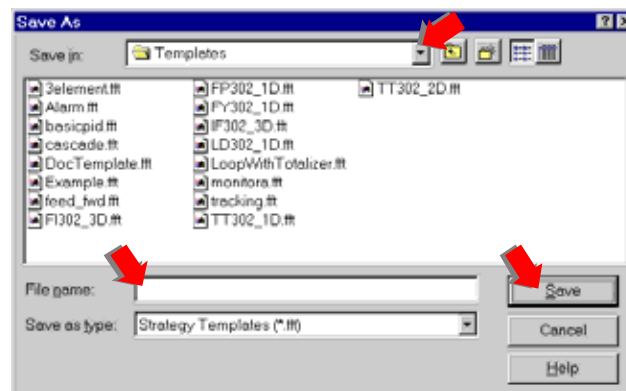 Save As
Save in: Templates
3element.fft FP302_1D.fft TT302_2D.fft
Alarm.fft FY302_1D.fft
basicpid.fft IF302_3D.fft
cascade.fft LD302_1D.fft
DocTemplate.fft LoopWithTotalizer.fft
Example.fft monitora.fft
feed_fwd.fft tracking.fft
FI302_3D.fft TT302_1D.fft
File name: Save
Save as type: Strategy Templates (*.fft) Cancel
Help